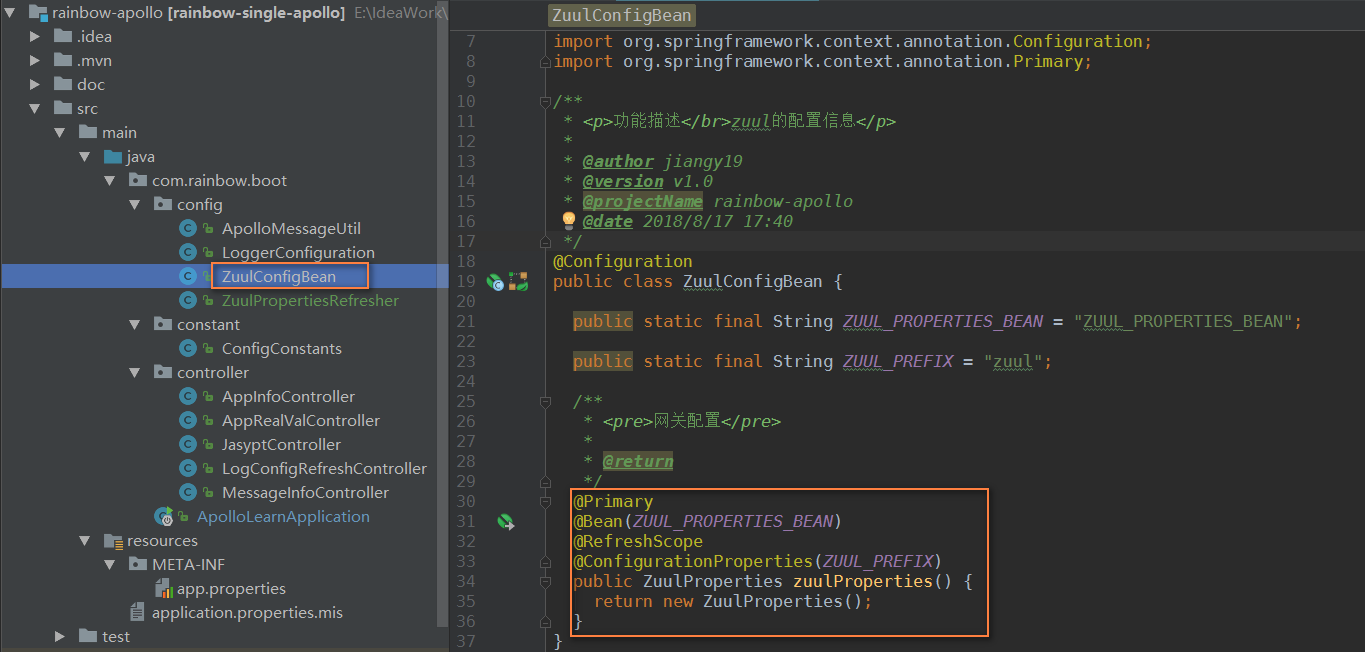 rainbow-apollo [rainbow-single-apollo] E:\IdeaWork\
.idea
.mvn
doc
src
main
java
com.rainbow.boot
config
ApolloMessageUtil
LoggerConfiguration
ZuulConfigBean
ZuulPropertiesRefresher
constant
ConfigConstants
controller
AppInfoController
AppRealValController
JasyptController
LogConfigRefreshController
MessageInfoController
ApolloLearnApplication
resources
META-INF
app.properties
application.properties.mis
test
ZuulConfigBean
7 import org.springframework.context.annotation.Configuration;
8 import org.springframework.context.annotation.Primary;
9
10 /**
11 * <p>功能描述</br>zuul的配置信息</p>
12 *
13 * @author jiangy19
14 * @version v1.0
15 * @projectName rainbow-apollo
16 * @date 2018/8/17 17:40
17 */
18 @Configuration
19 public class ZuulConfigBean {
20
21 public static final String ZUUL_PROPERTIES_BEAN = "ZUUL_PROPERTIES_BEAN";
22
23 public static final String ZUUL_PREFIX = "zuul";
24
25 /**
26 * <pre>网关配置</pre>
27 *
28 * @return
29 */
30 @Primary
31 @Bean(ZUUL_PROPERTIES_BEAN)
32 @RefreshScope
33 @ConfigurationProperties(ZUUL_PREFIX)
34 public ZuulProperties zuulProperties() {
35 return new ZuulProperties();
36 }
37 }